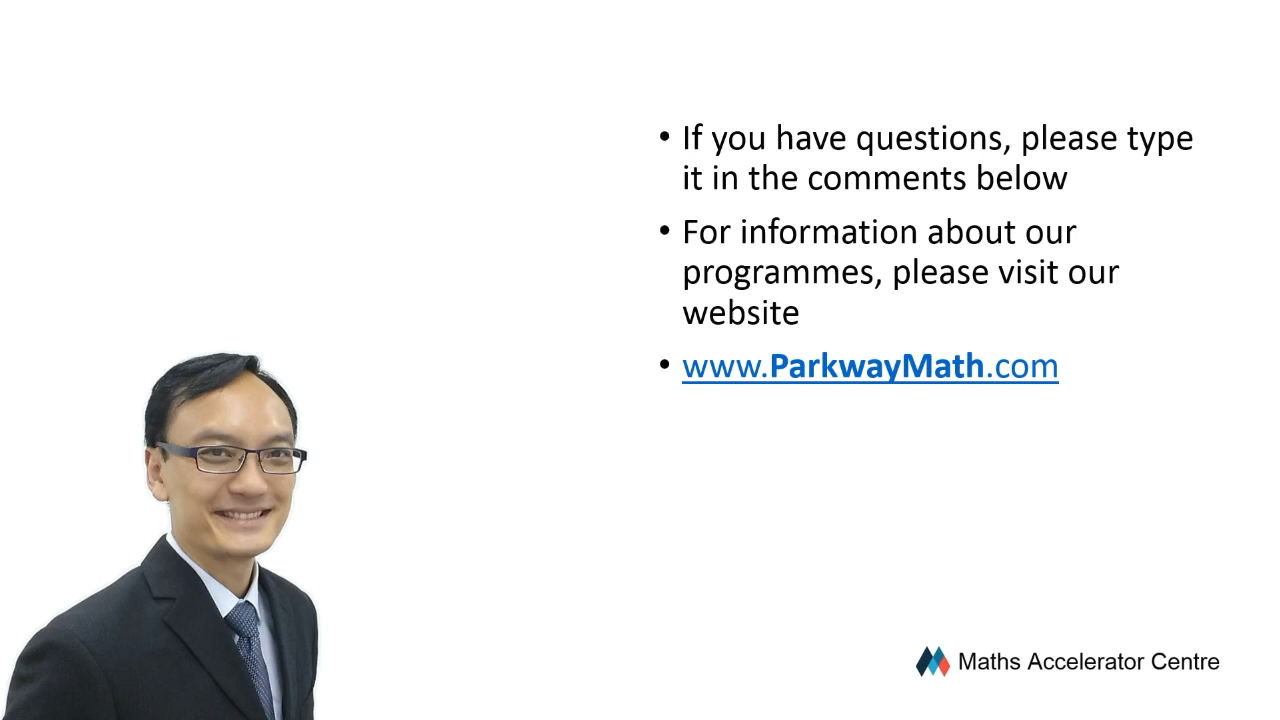 • If you have questions, please type
it in the comments below
• For information about our
programmes, please visit our
website
• www.ParkwayMath.com
Maths Accelerator Centre